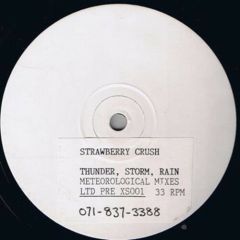 STRAWBERRY CRUSH
THUNDER, STORM, RAIN
METEOROLOGICAL MIXES
LTD PRE XS001 33 RPM
071-837-3388